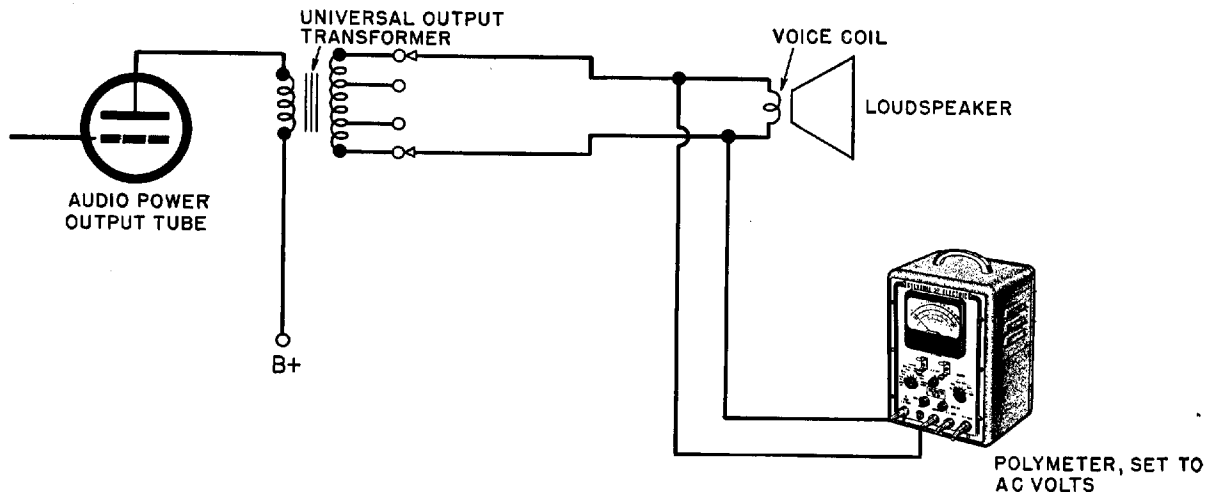 UNIVERSAL OUTPUT
TRANSFORMER
VOICE COIL
LOUDSPEAKER
AUDIO POWER
OUTPUT TUBE
B+
POLYMETER, SET TO
AC VOLTS